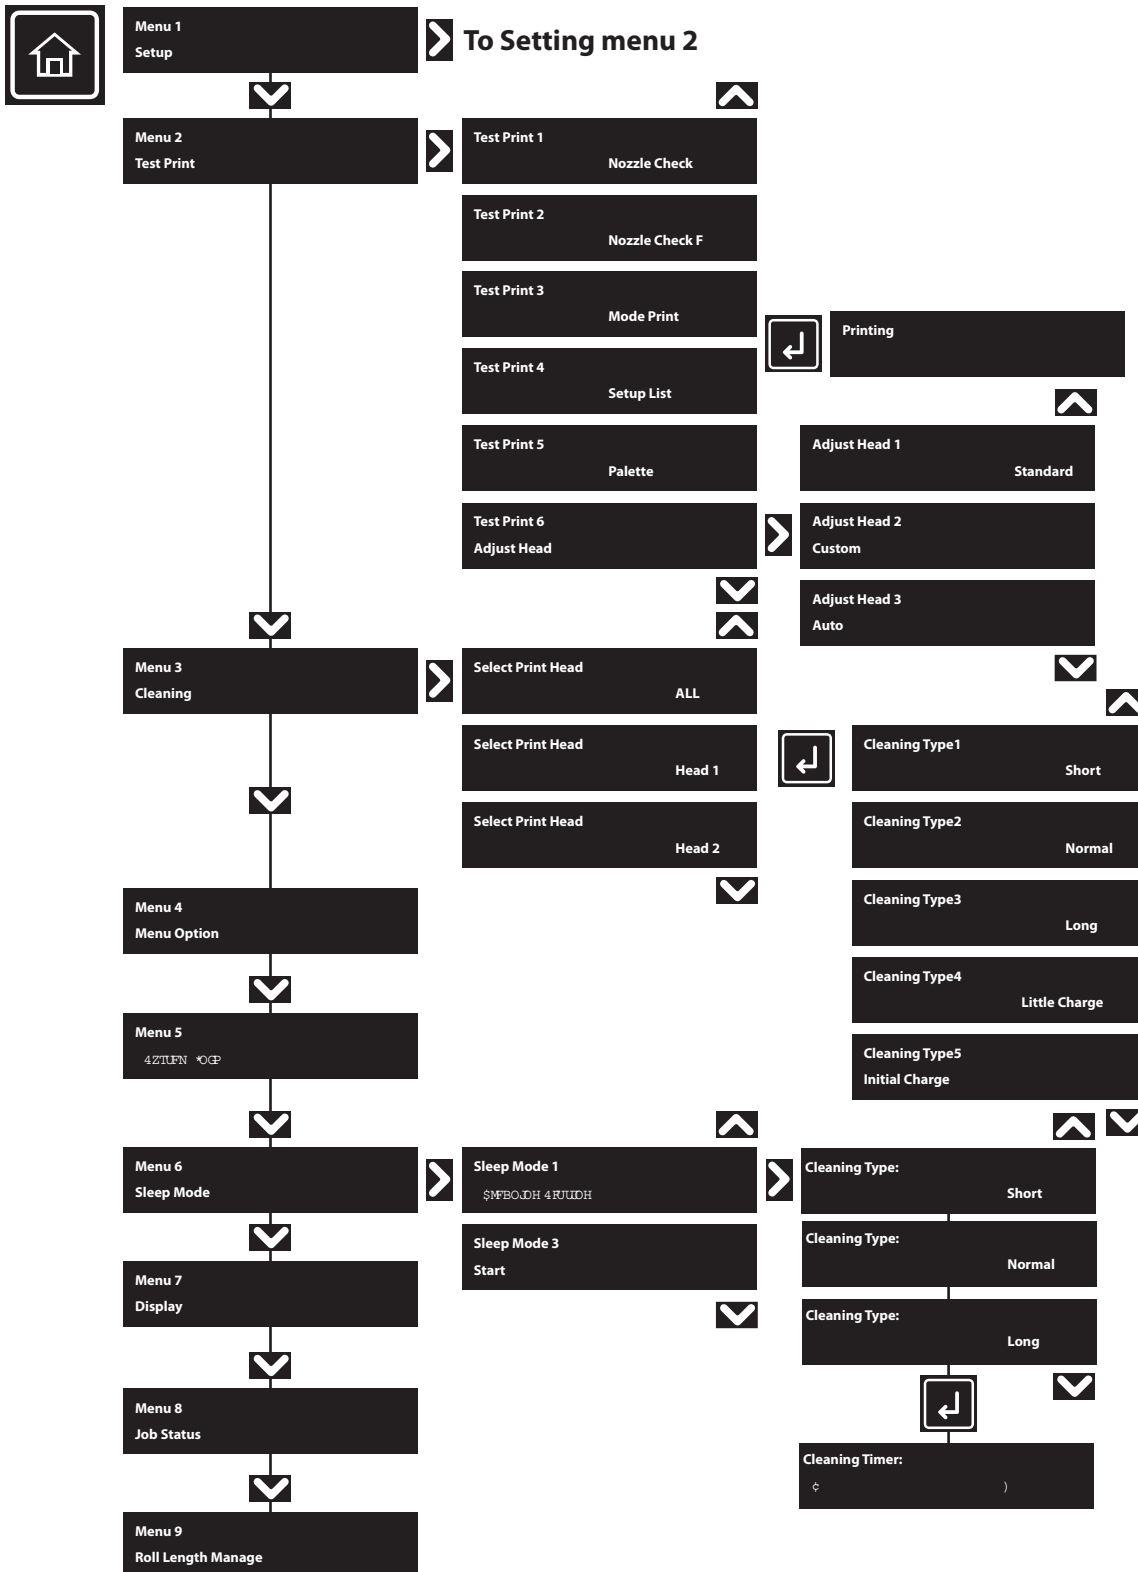 Menu 1
Setup
To Setting menu 2
Menu 2
Test Print
Test Print 1
Nozzle Check
Test Print 2
Nozzle Check F
Test Print 3
Mode Print
Test Print 4
Setup List
Printing
Test Print 5
Palette
Adjust Head 1
Standard
Test Print 6
Adjust Head
Adjust Head 2
Custom
Adjust Head 3
Auto
Menu 3
Cleaning
Select Print Head
ALL
Select Print Head
Head 1
Select Print Head
Head 2
Cleaning Type1
Short
Cleaning Type2
Normal
Cleaning Type3
Long
Cleaning Type4
Little Charge
Cleaning Type5
Initial Charge
Menu 4
Menu Option
Menu 5
Menu 6
Sleep Mode
Sleep Mode 1
Sleep Mode 3
Start
Cleaning Type:
Short
Cleaning Type:
Normal
Cleaning Type:
Long
Cleaning Timer:
Menu 7
Display
Menu 8
Job Status
Menu 9
Roll Length Manage